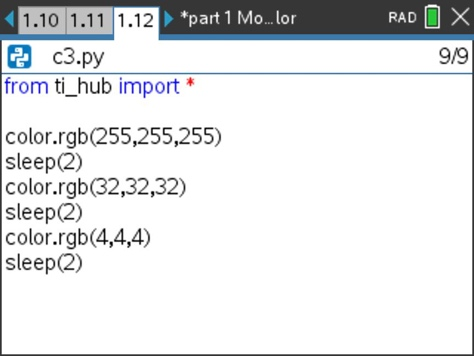 1.10 1.11 1.12 *part 1 Mo...lor RAD
c3.py 9/9
from ti_hub import *
color.rgb(255,255,255)
sleep(2)
color.rgb(32,32,32)
sleep(2)
color.rgb(4,4,4)
sleep(2)